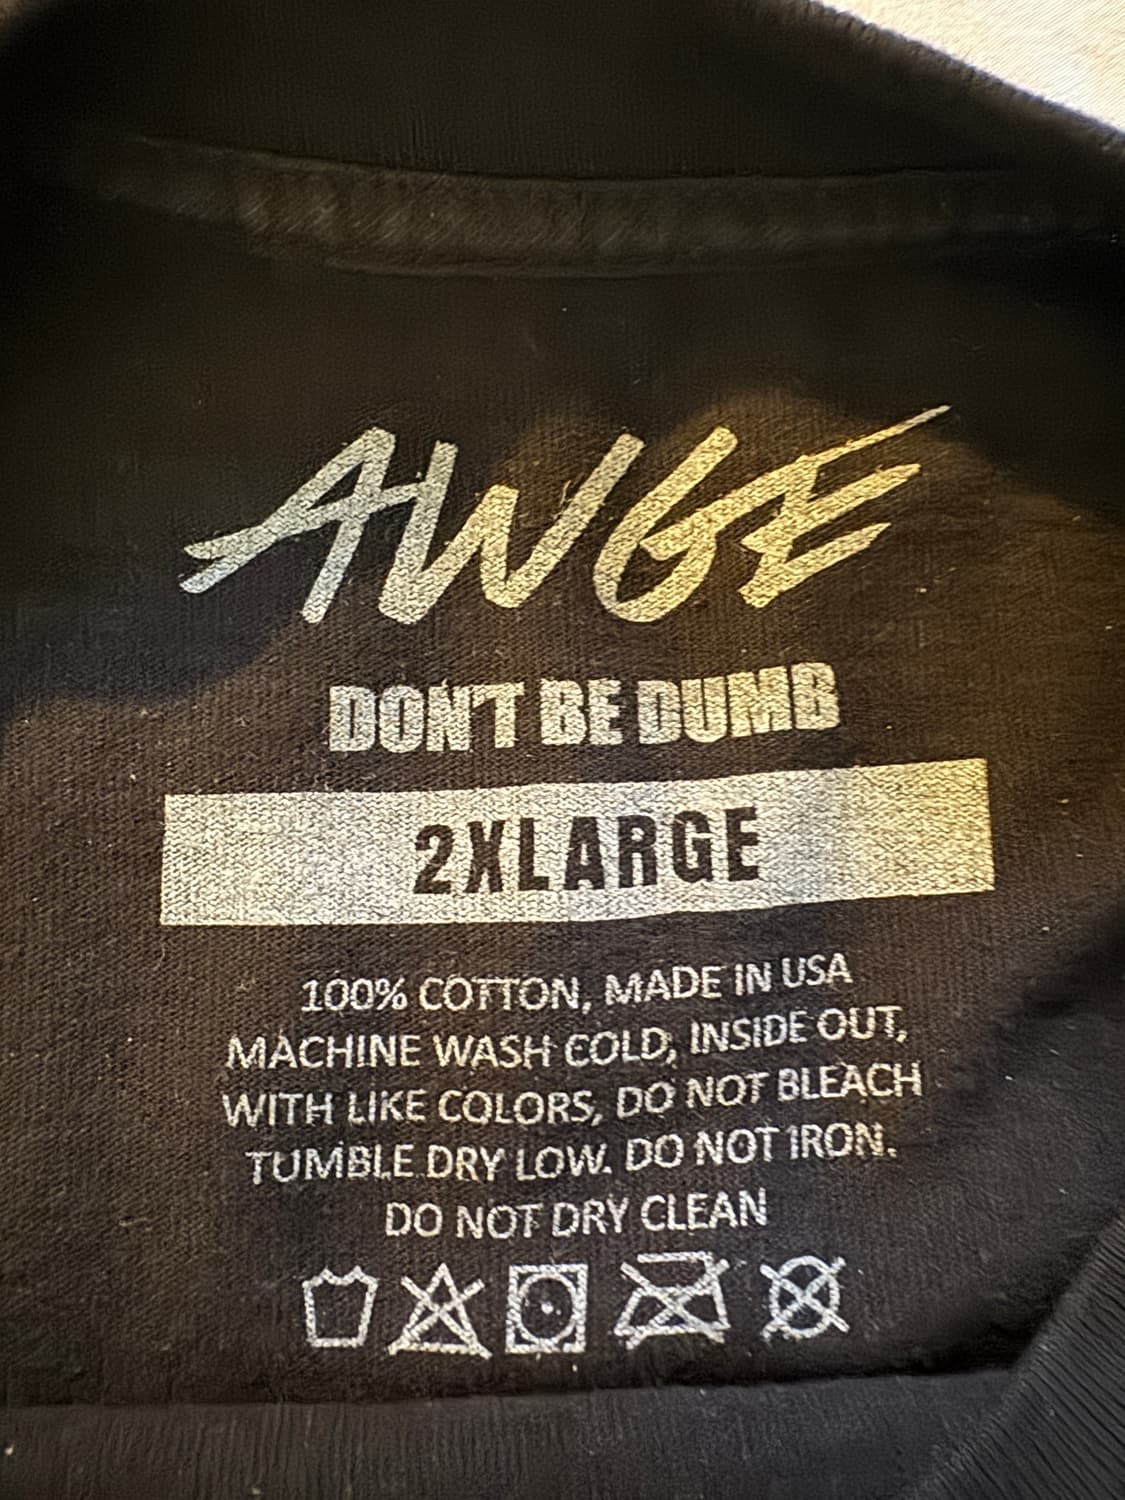 AWGE
DON'T BE DUMB
2XLARGE
100% COTTON, MADE IN USA
MACHINE WASH COLD, INSIDE OUT,
WITH LIKE COLORS, DO NOT BLEACH
TUMBLE DRY LOW. DO NOT IRON.
DO NOT DRY CLEAN